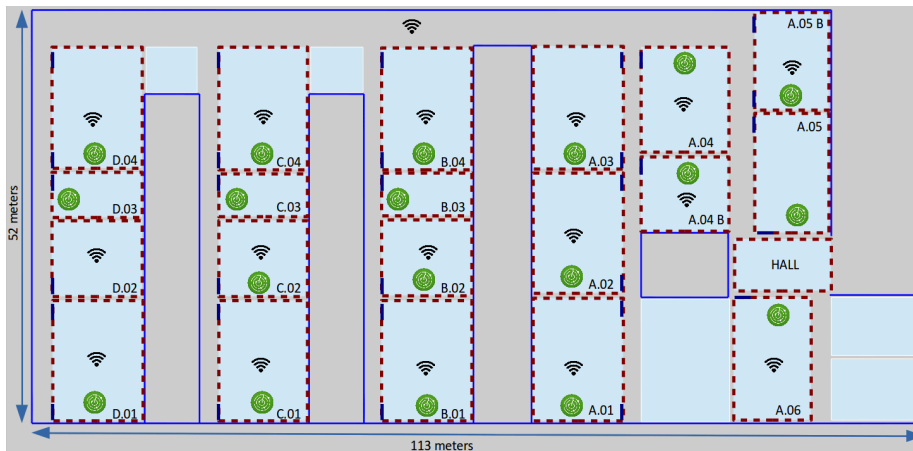 A.05 B
A.05
A.04
D.04
C.04
B.04
A.03
D.03
C.03
B.03
A.04 B
52 meters
HALL
D.02
C.02
B.02
A.02
D.01
C.01
B.01
A.01
A.06
113 meters